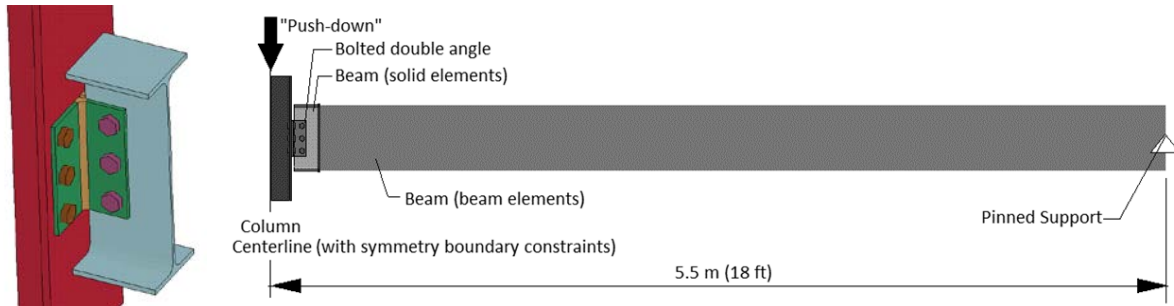 "Push-down"
Bolted double angle
Beam (solid elements)
Beam (beam elements)
Pinned Support
Column
Centerline (with symmetry boundary constraints)
5.5 m (18 ft)